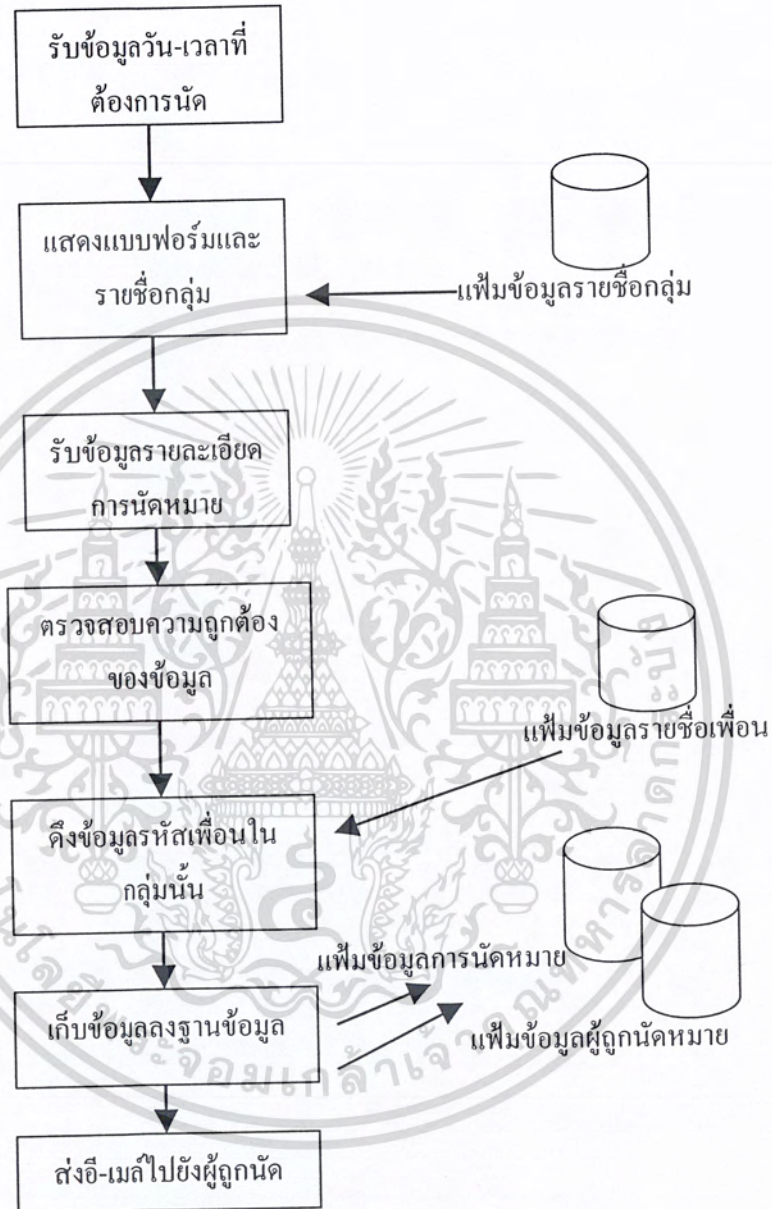 รับข้อมูลวัน-เวลาที่
ต้องการนัด
แสดงแบบฟอร์มและ
รายชื่อกลุ่ม
แฟ้มข้อมูลรายชื่อกลุ่ม
รับข้อมูลรายละเอียด
การนัดหมาย
ตรวจสอบความถูกต้อง
ของข้อมูล
แฟ้มข้อมูลรายชื่อเพื่อน
ดึงข้อมูลรหัสเพื่อนใน
กลุ่มนั้น
แฟ้มข้อมูลการนัดหมาย
เก็บข้อมูลลงฐานข้อมูล
แฟ้มข้อมูลผู้ถูกนัดหมาย
ส่งอี-เมล์ไปยังผู้ถูกนัด